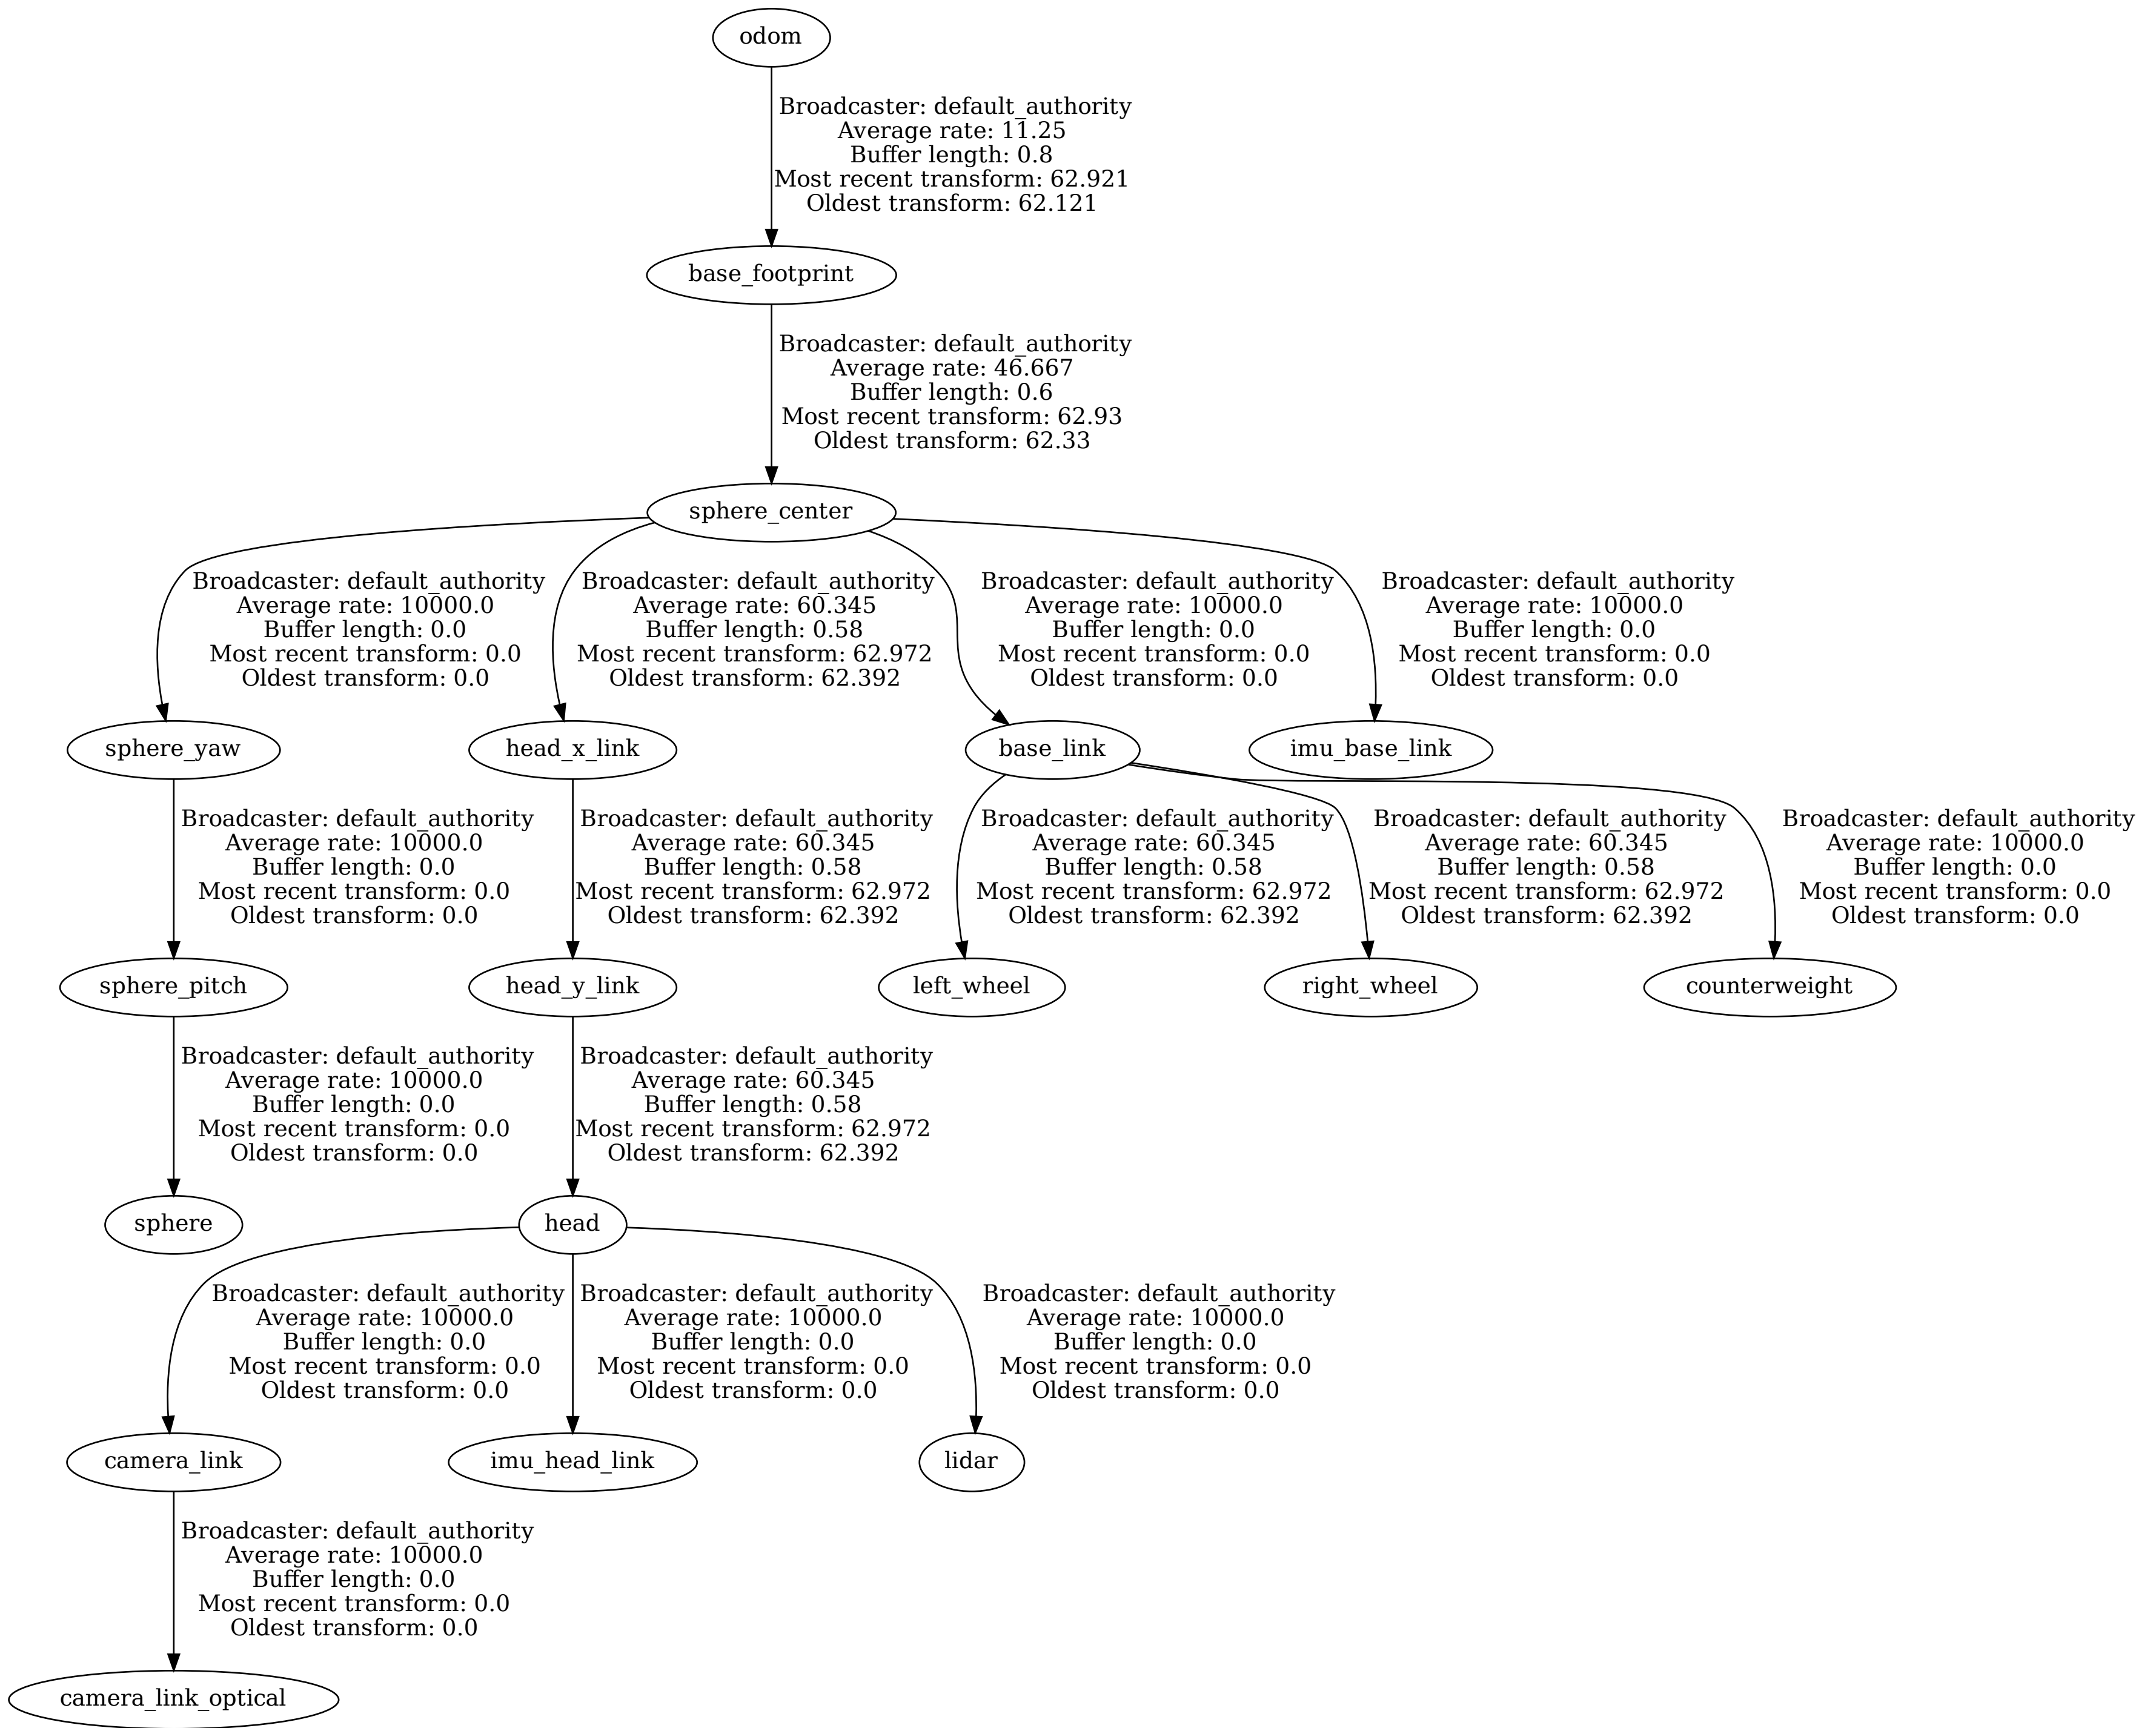 odom
Broadcaster: default_authority
Average rate: 11.25
Buffer length: 0.8
Most recent transform: 62.921
Oldest transform: 62.121
base_footprint
Broadcaster: default_authority
Average rate: 46.667
Buffer length: 0.6
Most recent transform: 62.93
Oldest transform: 62.33
sphere_center
Broadcaster: default_authority
Average rate: 10000.0
Buffer length: 0.0
Most recent transform: 0.0
Oldest transform: 0.0
Broadcaster: default_authority
Average rate: 60.345
Buffer length: 0.58
Most recent transform: 62.972
Oldest transform: 62.392
Broadcaster: default_authority
Average rate: 10000.0
Buffer length: 0.0
Most recent transform: 0.0
Oldest transform: 0.0
Broadcaster: default_authority
Average rate: 10000.0
Buffer length: 0.0
Most recent transform: 0.0
Oldest transform: 0.0
sphere_yaw
head_x_link
base_link
imu_base_link
Broadcaster: default_authority
Average rate: 10000.0
Buffer length: 0.0
Most recent transform: 0.0
Oldest transform: 0.0
Broadcaster: default_authority
Average rate: 60.345
Buffer length: 0.58
Most recent transform: 62.972
Oldest transform: 62.392
Broadcaster: default_authority
Average rate: 60.345
Buffer length: 0.58
Most recent transform: 62.972
Oldest transform: 62.392
Broadcaster: default_authority
Average rate: 60.345
Buffer length: 0.58
Most recent transform: 62.972
Oldest transform: 62.392
Broadcaster: default_authority
Average rate: 10000.0
Buffer length: 0.0
Most recent transform: 0.0
Oldest transform: 0.0
sphere_pitch
head_y_link
left_wheel
right_wheel
counterweight
Broadcaster: default_authority
Average rate: 10000.0
Buffer length: 0.0
Most recent transform: 0.0
Oldest transform: 0.0
Broadcaster: default_authority
Average rate: 60.345
Buffer length: 0.58
Most recent transform: 62.972
Oldest transform: 62.392
sphere
head
Broadcaster: default_authority
Average rate: 10000.0
Buffer length: 0.0
Most recent transform: 0.0
Oldest transform: 0.0
Broadcaster: default_authority
Average rate: 10000.0
Buffer length: 0.0
Most recent transform: 0.0
Oldest transform: 0.0
Broadcaster: default_authority
Average rate: 10000.0
Buffer length: 0.0
Most recent transform: 0.0
Oldest transform: 0.0
camera_link
imu_head_link
lidar
Broadcaster: default_authority
Average rate: 10000.0
Buffer length: 0.0
Most recent transform: 0.0
Oldest transform: 0.0
camera_link_optical